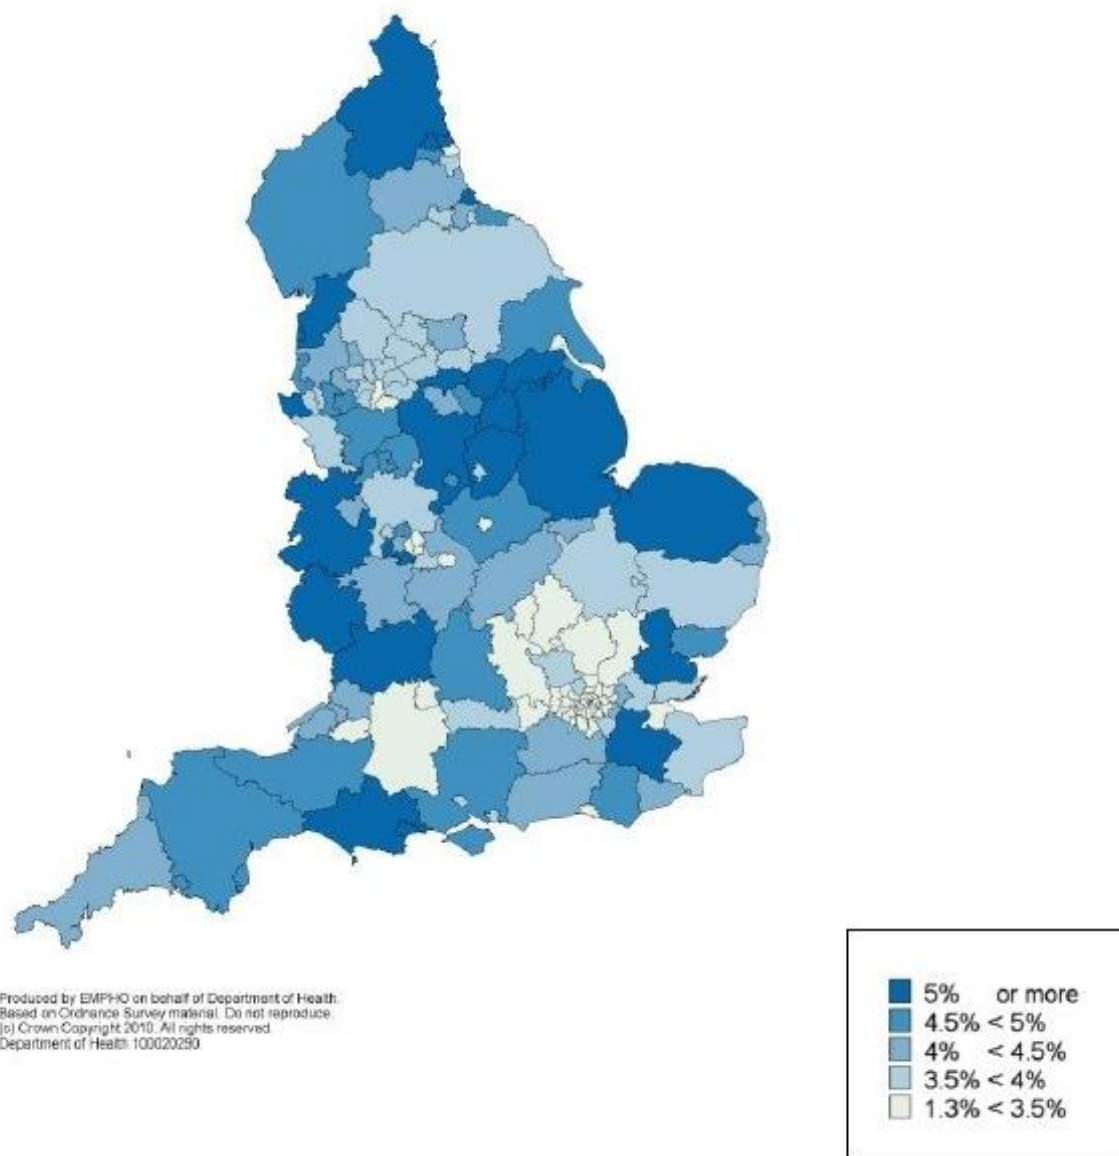 Produced by EMPHO on behalf of Department of Health.
Based on Ordnance Survey material. Do not reproduce.
(c) Crown Copyright 2010. All rights reserved.
Department of Health 100020290
5% or more
4.5% < 5%
4% < 4.5%
3.5% < 4%
1.3% < 3.5%